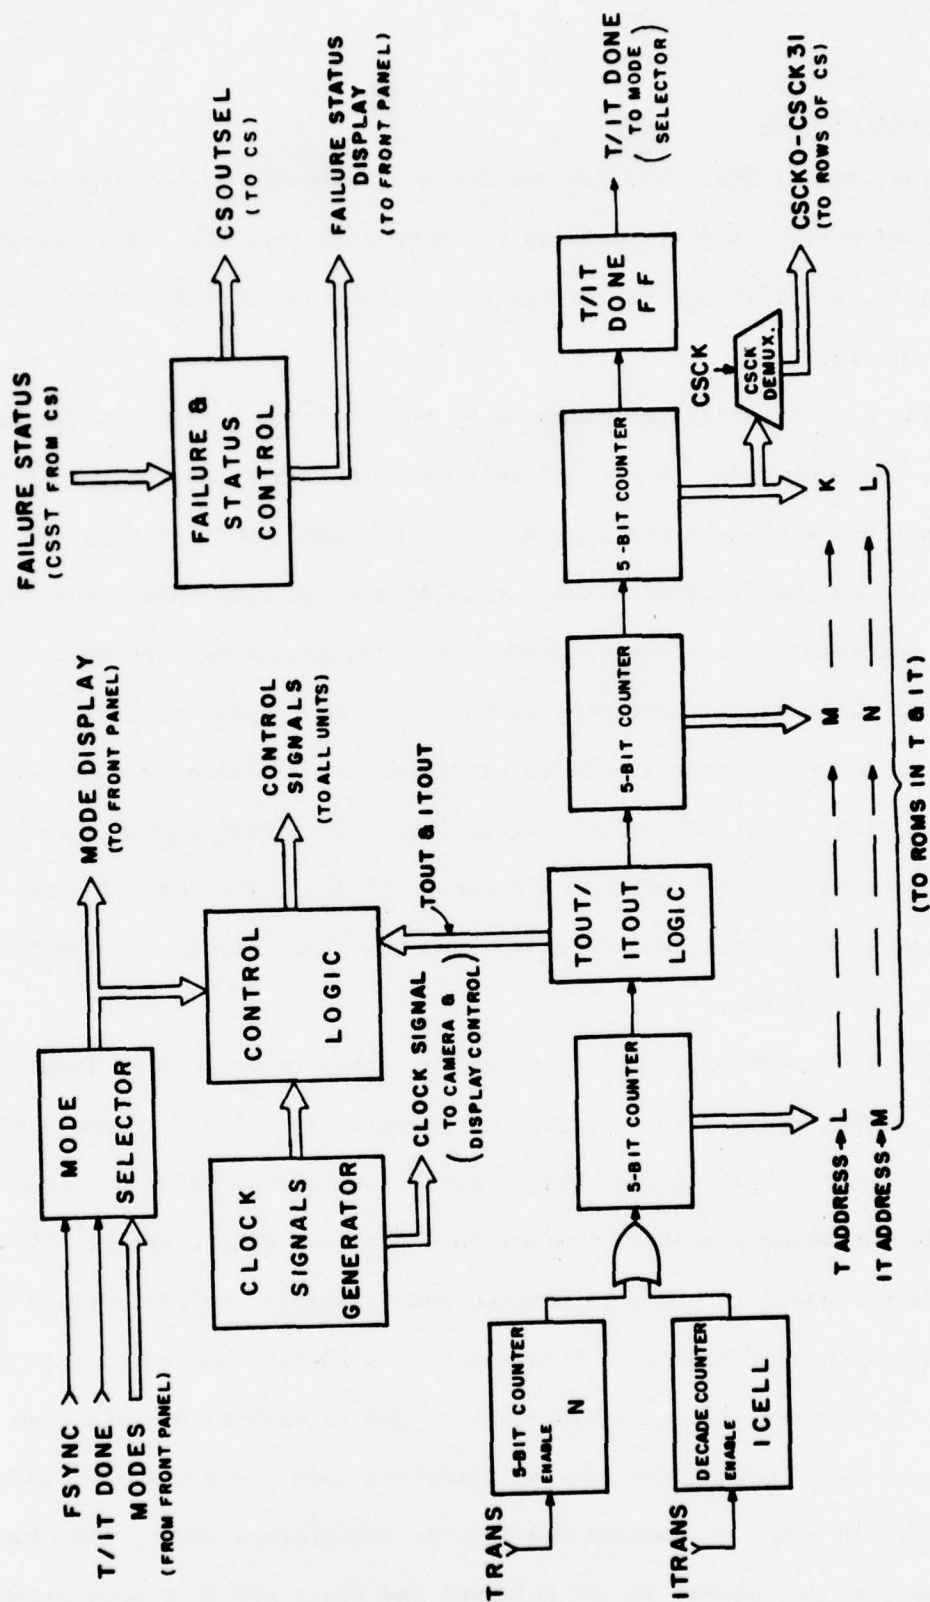 FSYNC
T/IT DONE
MODES
(FROM FRONT PANEL)
MODE
SELECTOR
MODE DISPLAY
(TO FRONT PANEL)
FAILURE STATUS
(CSST FROM CS)
FAILURE &
STATUS
CONTROL
CSOUTSEL
(TO CS)
FAILURE STATUS
DISPLAY
(TO FRONT PANEL)
CLOCK
SIGNALS
GENERATOR
CONTROL
LOGIC
CONTROL
SIGNALS
(TO ALL UNITS)
CLOCK SIGNAL
(TO CAMERA &
DISPLAY CONTROL)
TOUT & ITOUT
TRANS
5-BIT COUNTER
ENABLE
N
ITRANS
DECADE COUNTER
ENABLE
ICELL
5-BIT COUNTER
TOUT/
ITOUT
LOGIC
5-BIT COUNTER
5-BIT COUNTER
T/IT
DONE
F F
T/IT DONE
(TO MODE
SELECTOR)
CSCK
CSCK
DEMUX.
CSCK0-CSCK31
(TO ROWS OF CS)
T ADDRESS L M K
IT ADDRESS M N L
(TO ROMS IN T & IT)